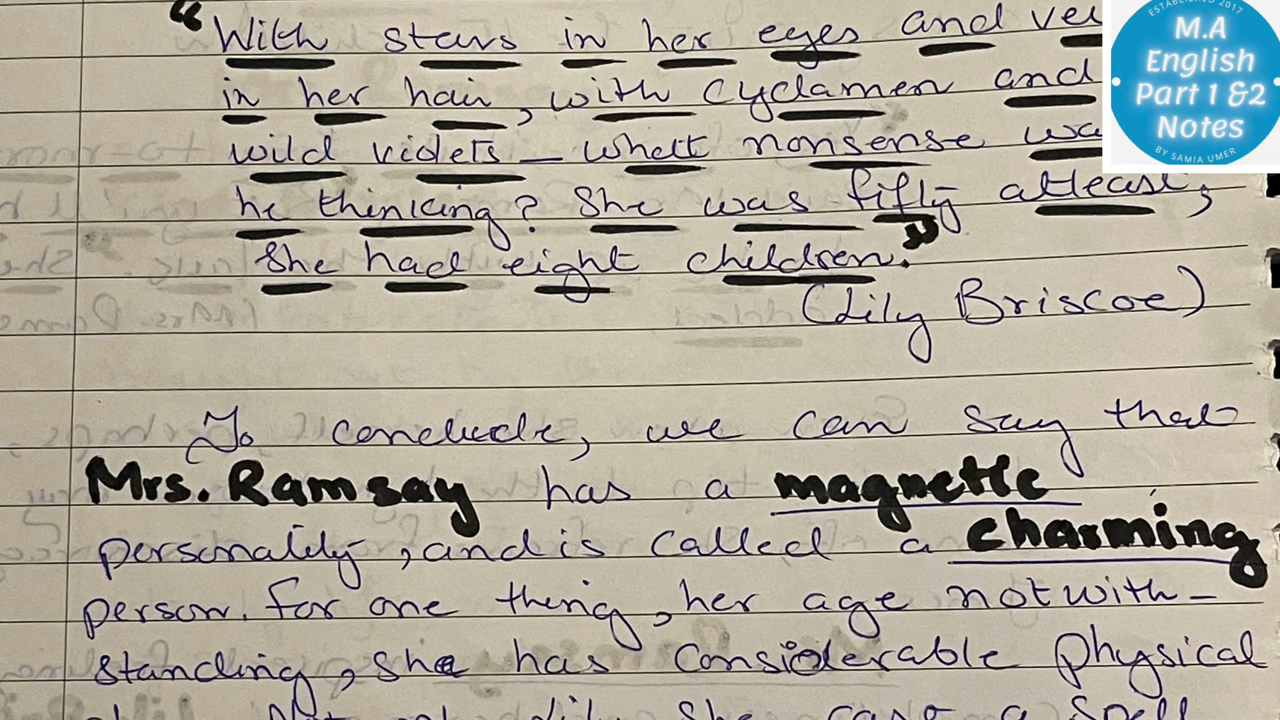 "With stars in her eyes and
in her hair, with cyclamen and
wild violets — what nonsense
he thinking? She was fifty atleast,
She had eight children."
(Lily Briscoe)
To conclude, we can say that
Mrs. Ramsay has a magnetic
personality, and is called a charming
person. for one thing, her age notwith-
standing, she has considerable physical
she cast a spell
ESTABLISHED 2017
M.A
English
Part 1 &2
Notes
BY SAMIA UMER